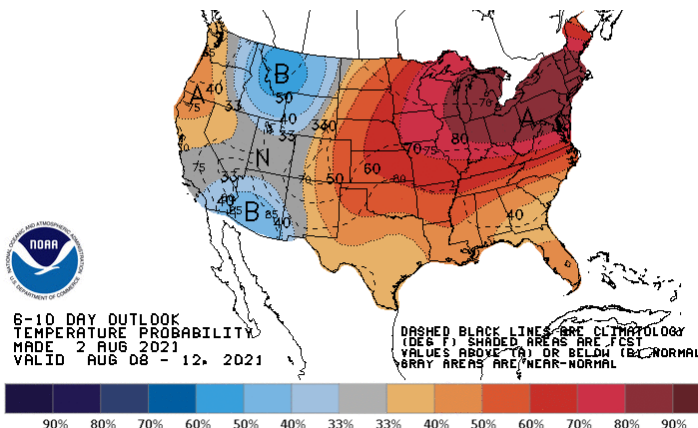 A
75
40
33
B
50
40
33
N
75
33
40
85
B
85
40
330
70
50
60
80
70
75
80
70
A
40
NATIONAL OCEANIC AND ATMOSPHERIC ADMINISTRATION
NOAA
U.S. DEPARTMENT OF COMMERCE
6-10 DAY OUTLOOK
TEMPERATURE PROBABILITY
MADE 2 AUG 2021
VALID AUG 08 - 12, 2021
DASHED BLACK LINES ARE CLIMATOLOGY
(DEG F) SHADED AREAS ARE FCST
VALUES ABOVE (A) OR BELOW (B) NORMAL
GRAY AREAS ARE NEAR-NORMAL
90% 80% 70% 60% 50% 40% 33% 33% 40% 50% 60% 70% 80% 90%